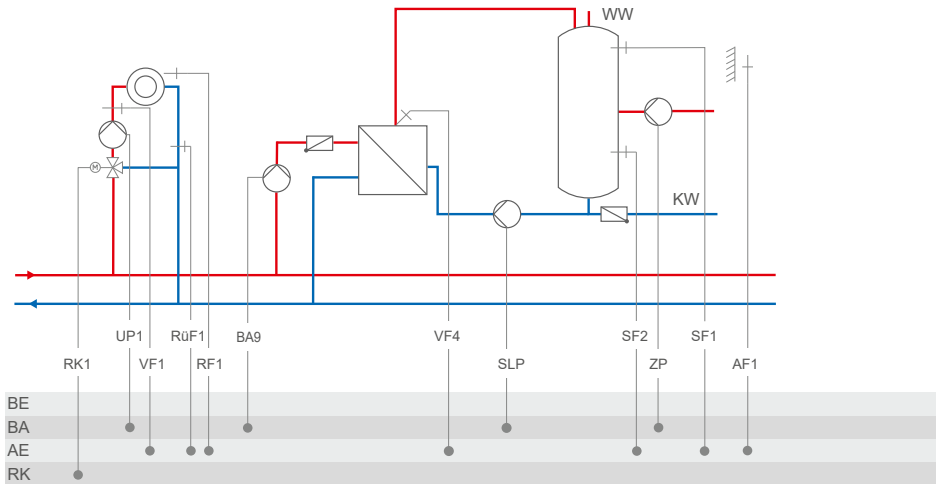 WW
M
KW
UP1 RüF1 BA9 VF4 SF2 SF1
RK1 VF1 RF1 SLP ZP AF1
BE
BA
AE
RK